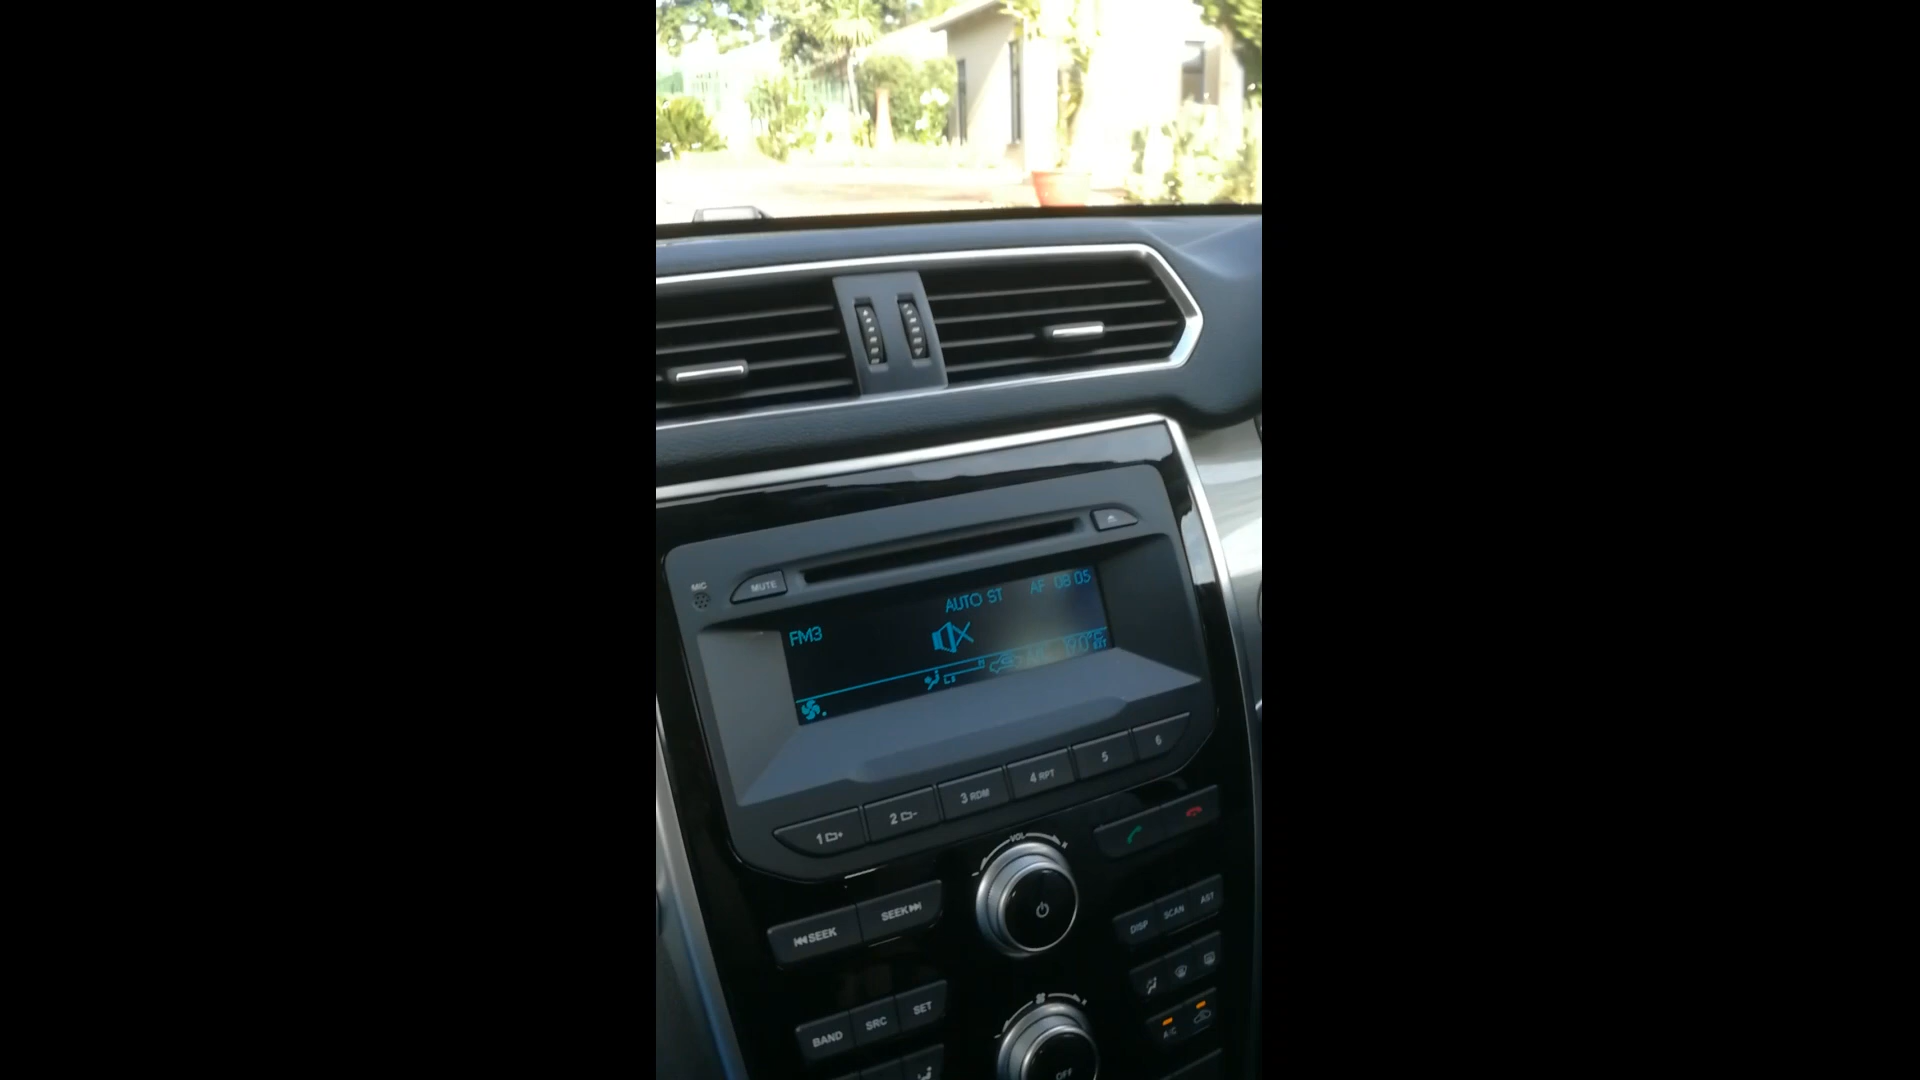 MIC
MUTE
AUTO ST AF 08 05
FM3
EXT
1
2
3 RDM
4 RPT
5
6
VOL
SEEK
SEEK
DISP
SCAN
AST
BAND
SRC
SET
A/C
OFF